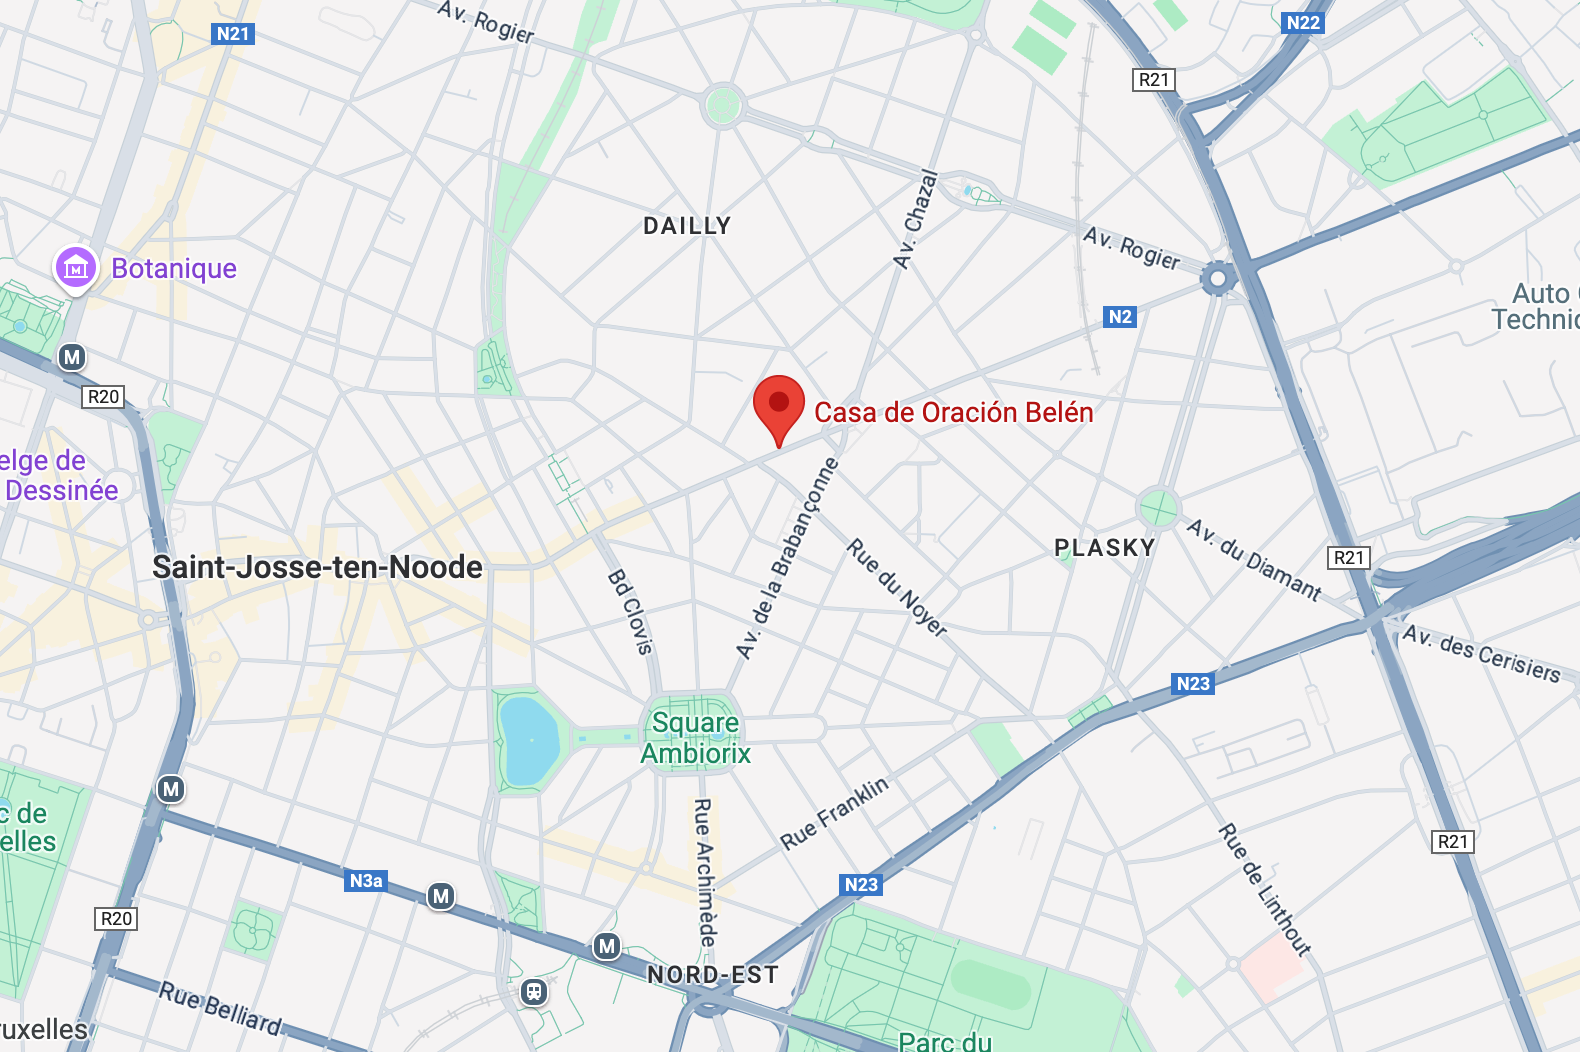 Av. Rogier
N21
N22
R21
DAILLY
Av. Chazal
Av. Rogier
Botanique
Auto
Technic
N2
M
R20
Casa de Oración Belén
elge de
Dessinée
Av. de la Brabançonne
Saint-Josse-ten-Noode
PLASKY
Av. du Diamant
R21
Bd Clovis
Rue du Noyer
Av. des Cerisiers
N23
Square
Ambiorix
M
c de
elles
Rue Archimède
Rue Franklin
Rue de Linthout
R21
N3a
M
N23
R20
M
NORD-EST
Rue Belliard
ruxelles
Parc du